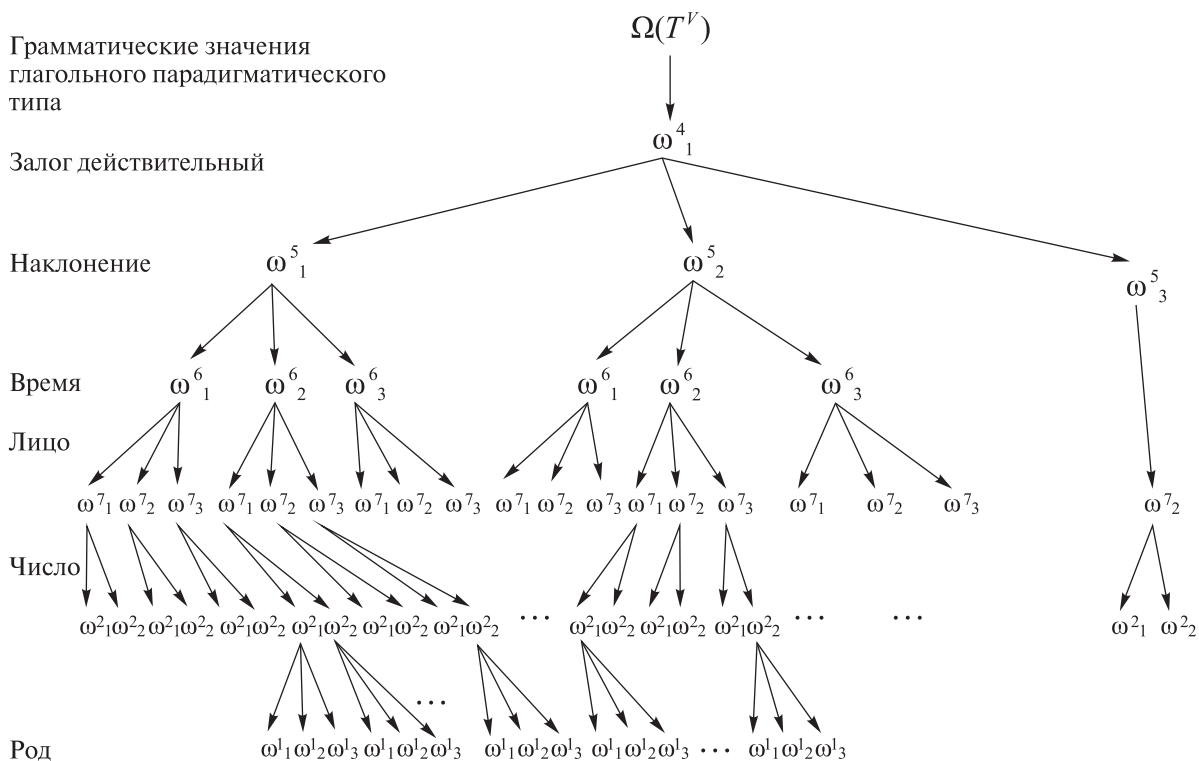 Ω(Tⱽ)
Грамматические значения
глагольного парадигматического
типа
ω⁴₁
Залог действительный
Наклонение ω⁵₁ ω⁵₂ ω⁵₃
Время ω⁶₁ ω⁶₂ ω⁶₃ ω⁶₁ ω⁶₂ ω⁶₃
Лицо
ω⁷₁ ω⁷₂ ω⁷₃ ω⁷₁ ω⁷₂ ω⁷₃ ω⁷₁ ω⁷₂ ω⁷₃ ω⁷₁ ω⁷₂ ω⁷₃ ω⁷₁ ω⁷₂ ω⁷₃ ω⁷₁ ω⁷₂ ω⁷₃ ω⁷₂
Число
ω²₁ω²₂ ω²₁ω²₂ ω²₁ω²₂ ω²₁ω²₂ ω²₁ω²₂ ω²₁ω²₂ ... ω²₁ω²₂ ω²₁ω²₂ ω²₁ω²₂ ... ... ω²₁ ω²₂
...
Род ω¹₁ω¹₂ω¹₃ ω¹₁ω¹₂ω¹₃ ω¹₁ω¹₂ω¹₃ ω¹₁ω¹₂ω¹₃ ... ω¹₁ω¹₂ω¹₃